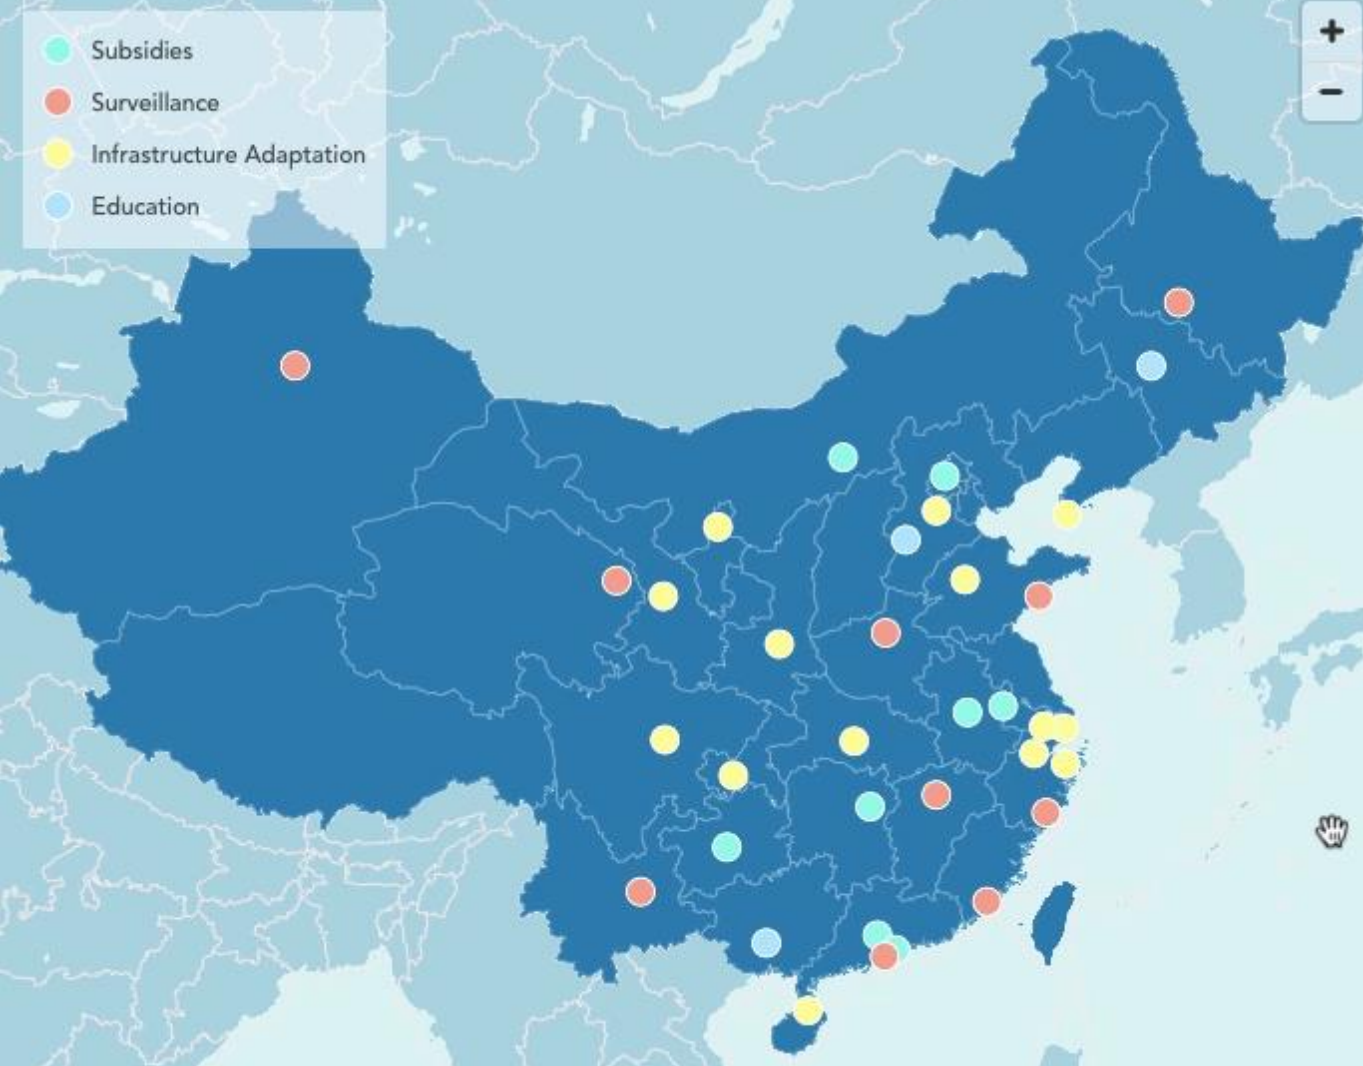 Subsidies
Surveillance
Infrastructure Adaptation
Education
+
−